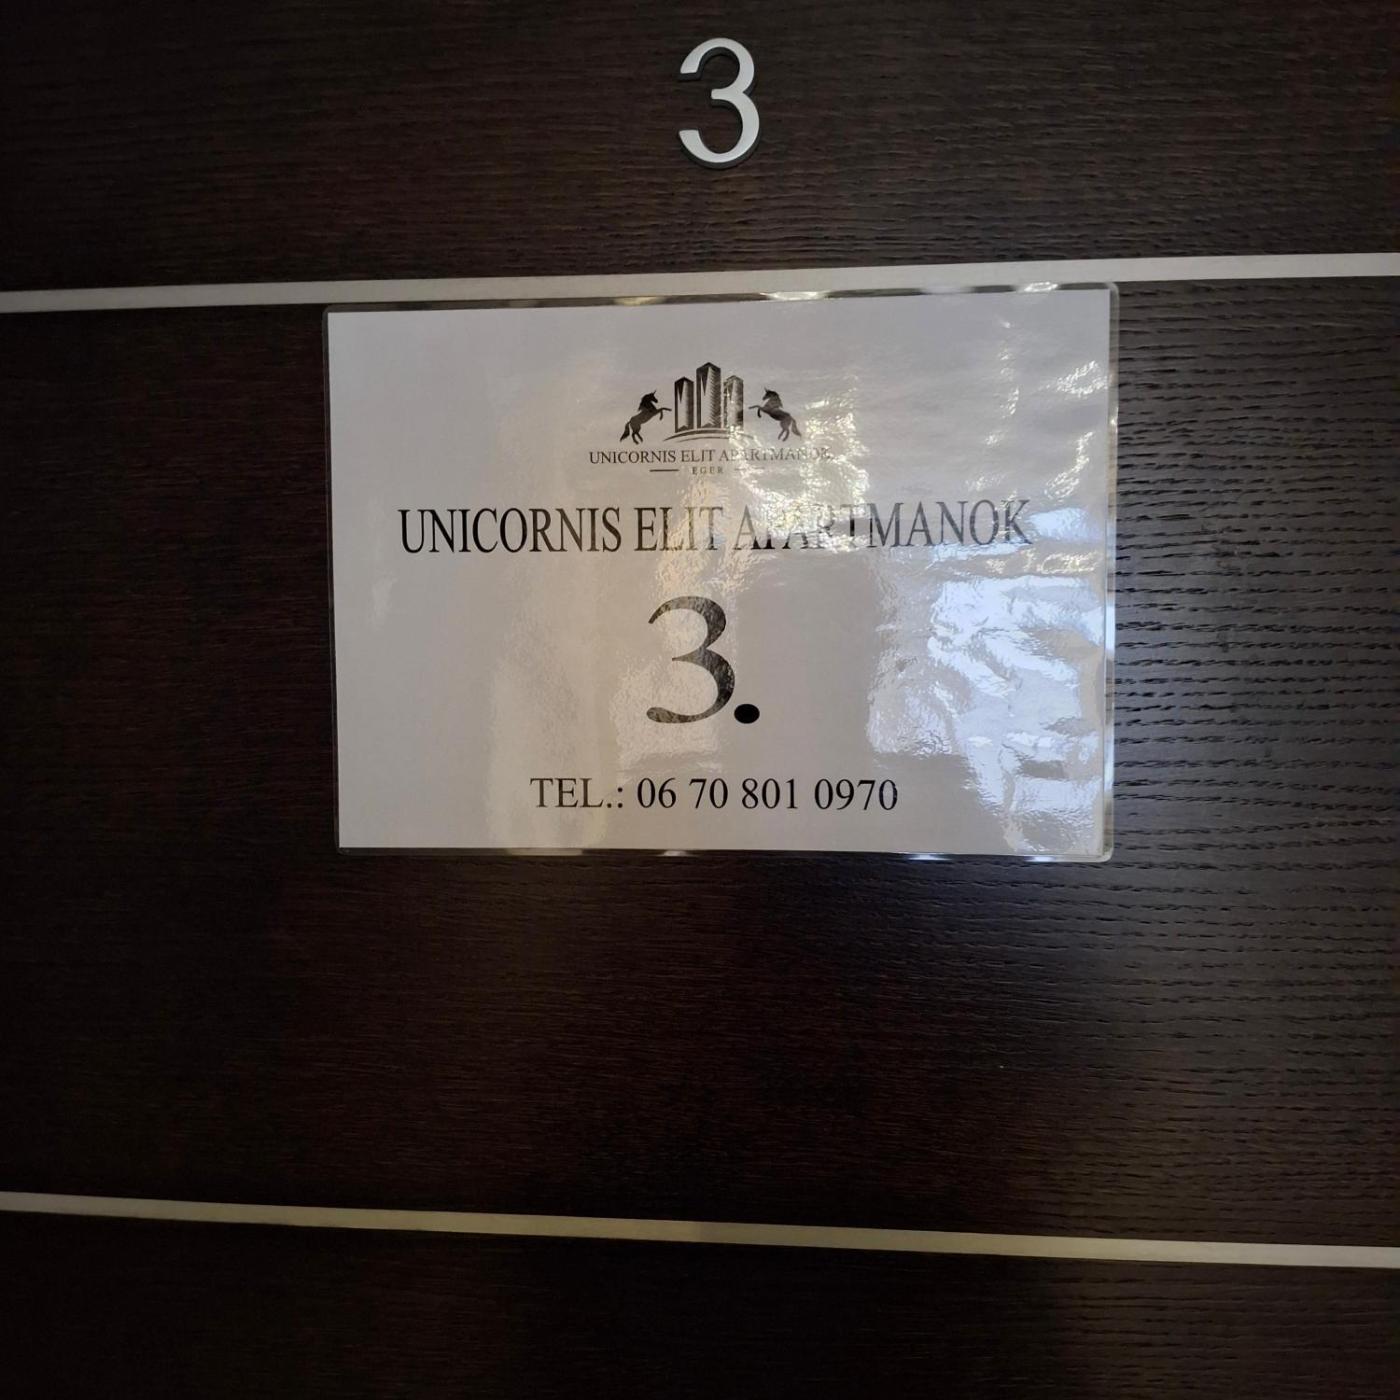 3
UNICORNIS ELIT APARTMANOK
EGER
UNICORNIS ELIT APARTMANOK
3.
TEL.: 06 70 801 0970